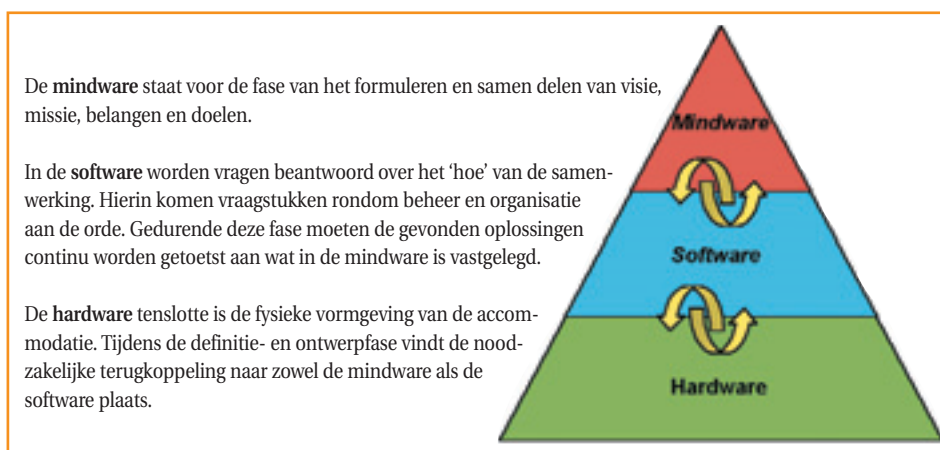 De mindware staat voor de fase van het formuleren en samen delen van visie,
missie, belangen en doelen.
In de software worden vragen beantwoord over het ‘hoe’ van de samen-
werking. Hierin komen vraagstukken rondom beheer en organisatie
aan de orde. Gedurende deze fase moeten de gevonden oplossingen
continu worden getoetst aan wat in de mindware is vastgelegd.
De hardware tenslotte is de fysieke vormgeving van de accom-
modatie. Tijdens de definitie- en ontwerpfase vindt de nood-
zakelijke terugkoppeling naar zowel de mindware als de
software plaats.
Mindware
Software
Hardware